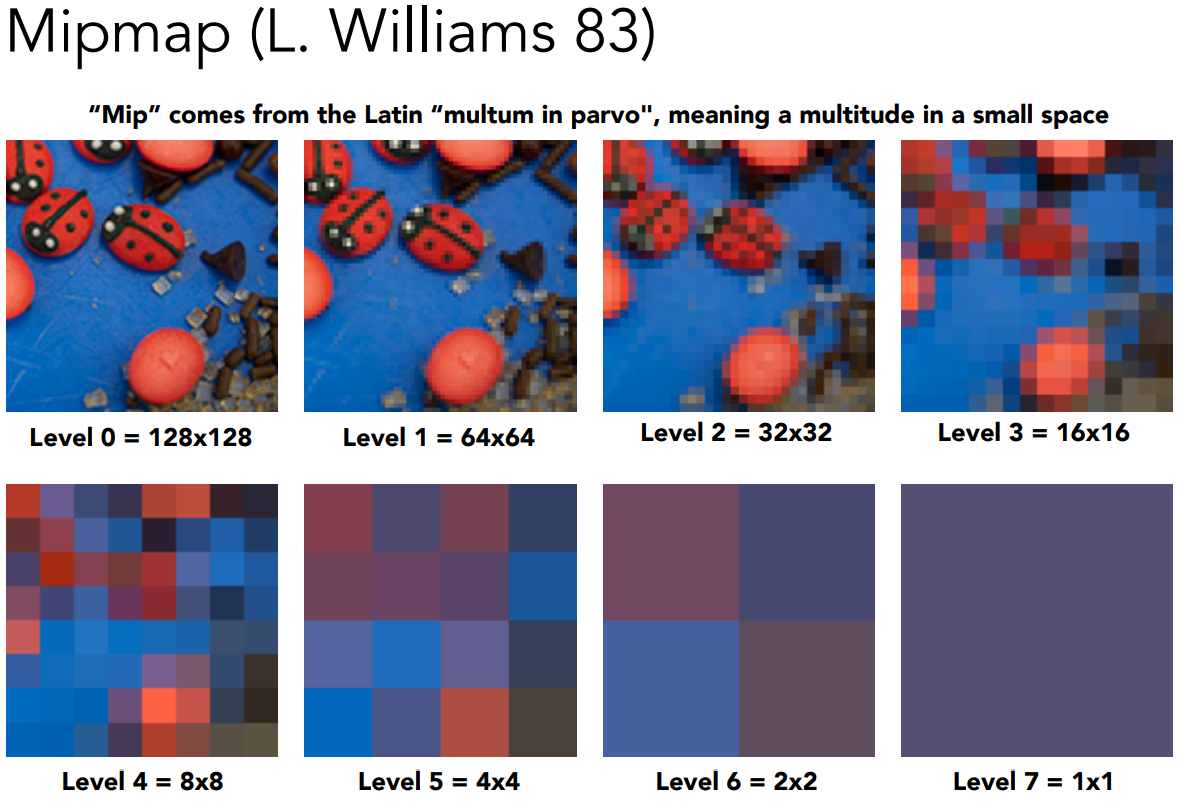 Mipmap (L. Williams 83)
“Mip” comes from the Latin “multum in parvo", meaning a multitude in a small space
Level 0 = 128x128
Level 1 = 64x64
Level 2 = 32x32
Level 3 = 16x16
Level 4 = 8x8
Level 5 = 4x4
Level 6 = 2x2
Level 7 = 1x1